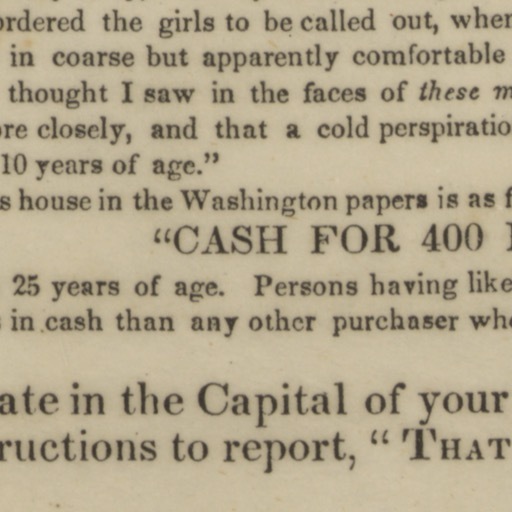 ordered the girls to be called out, when
in coarse but apparently comfortable
thought I saw in the faces of these m
ore closely, and that a cold perspiratio
10 years of age."
s house in the Washington papers is as f
"CASH FOR 400
25 years of age. Persons having like
in cash than any other purchaser who
ate in the Capital of your
ructions to report, "THAT